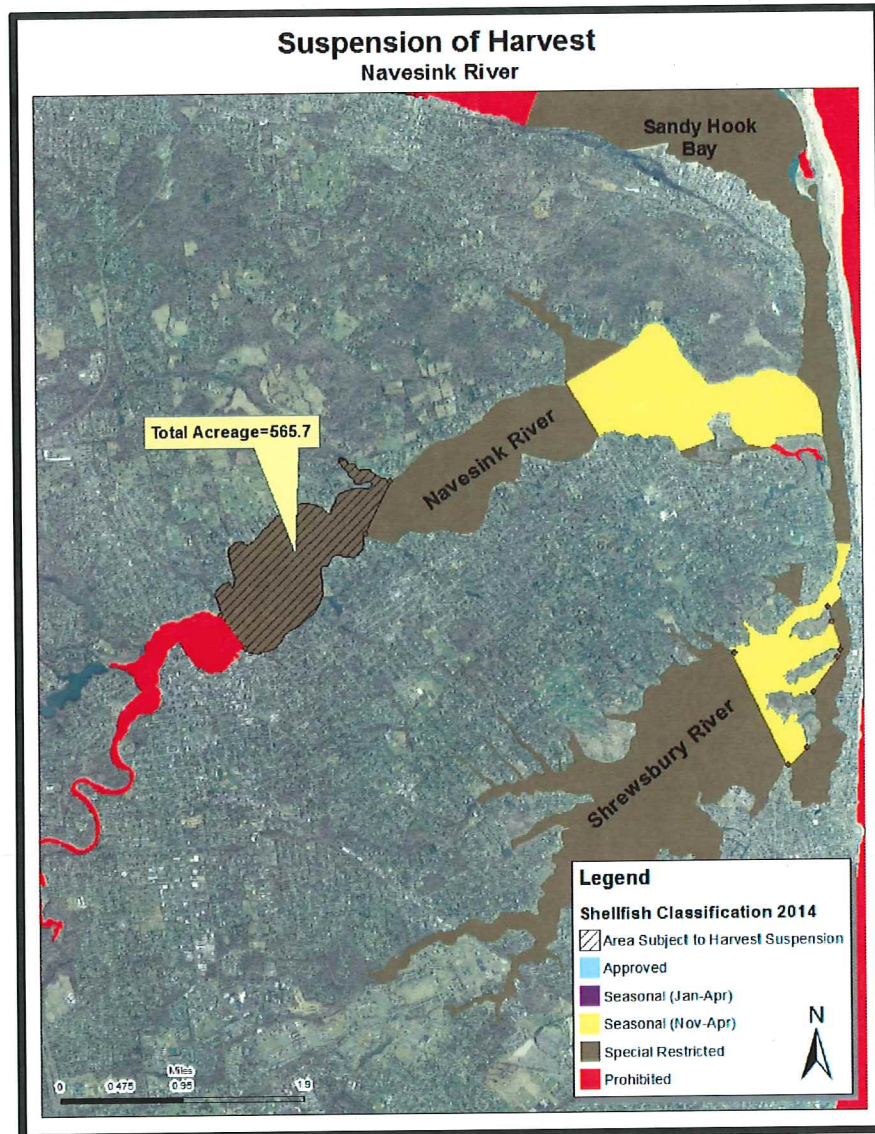 Suspension of Harvest
Navesink River
Sandy Hook
Bay
Total Acreage=565.7
Navesink River
Shrewsbury River
Legend
Shellfish Classification 2014
Area Subject to Harvest Suspension
Approved
Seasonal (Jan-Apr)
Seasonal (Nov-Apr)
Special Restricted
Prohibited
N
Miles
0 0.475 0.95 1.9